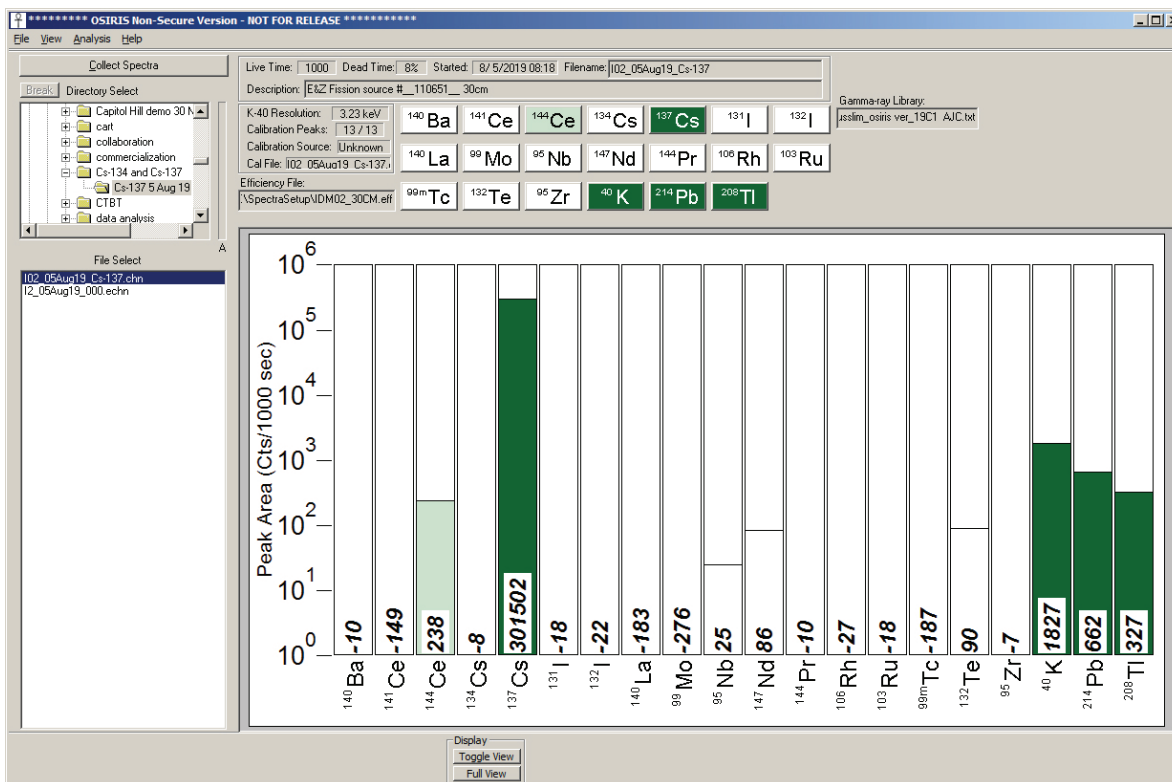 ********* OSIRIS Non-Secure Version - NOT FOR RELEASE ***********
File View Analysis Help
Collect Spectra
Break Directory Select
Capitol Hill demo 30 N
cart
collaboration
commercialization
Cs-134 and Cs-137
Cs-137 5 Aug 19
CTBT
data analysis
A
File Select
I02_05Aug19_Cs-137.chn
I2_05Aug19_000.echn
Live Time: 1000 Dead Time: 8% Started: 8/ 5/2019 08:18 Filename: I02_05Aug19_Cs-137
Description: E&Z Fission source #__110651__ 30cm
K-40 Resolution: 3.23 keV
Calibration Peaks: 13 / 13
Calibration Source: Unknown
Cal File: I02_05Aug19_Cs-137.
Efficiency File:
:\SpectraSetup\IDM02_30CM.eff
Gamma-ray Library:
usslim_osiris ver_19C1 AJC.txt
140Ba 141Ce 144Ce 134Cs 137Cs 131I 132I
140La 99Mo 95Nb 147Nd 144Pr 106Rh 103Ru
99mTc 132Te 95Zr 40K 214Pb 208Tl
Peak Area (Cts/1000 sec)
10^6
10^5
10^4
10^3
10^2
10^1
10^0
-10 -149 238 -8 301502 -18 -22 -183 -276 25 86 -10 -27 -18 -187 90 -7 1827 662 327
140Ba 141Ce 144Ce 134Cs 137Cs 131I 132I 140La 99Mo 95Nb 147Nd 144Pr 106Rh 103Ru 99mTc 132Te 95Zr 40K 214Pb 208Tl
Display
Toggle View
Full View